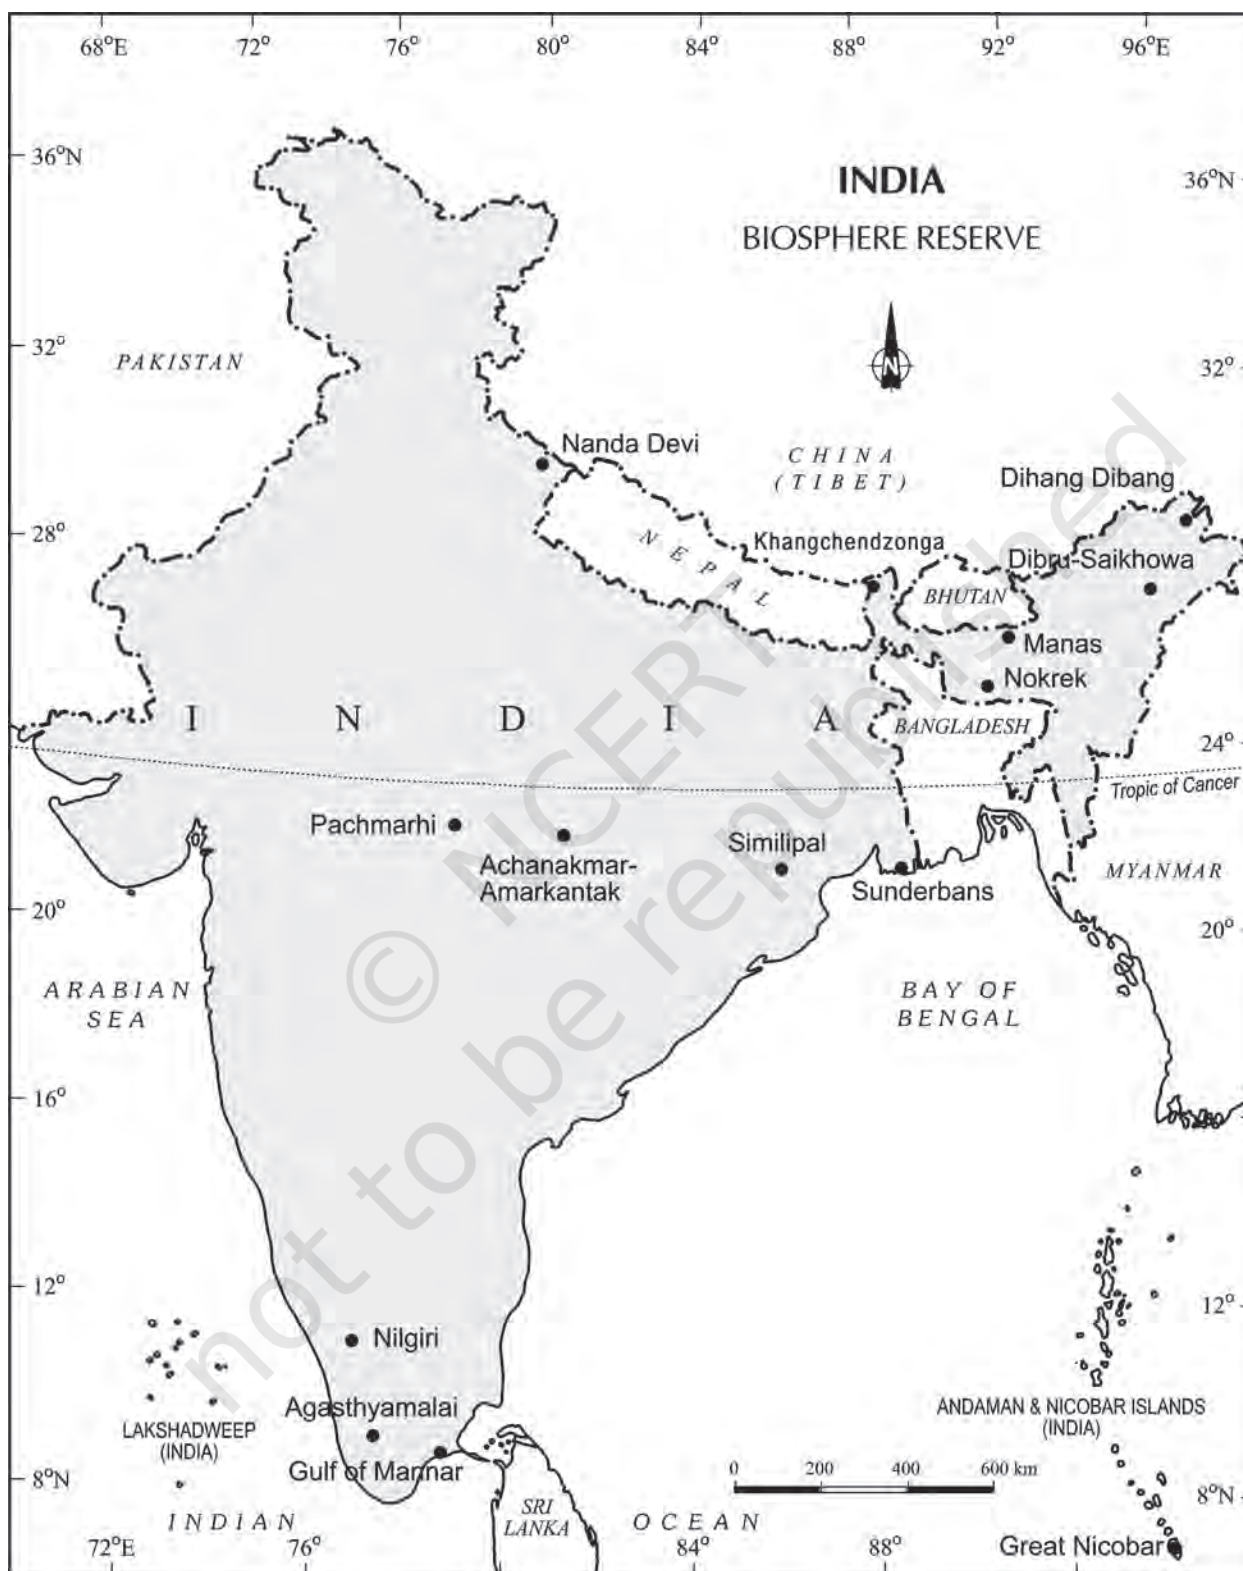 68°E 72° 76° 80° 84° 88° 92° 96°E
36°N
INDIA
36°N
BIOSPHERE RESERVE
N
32°
PAKISTAN
32°
Nanda Devi
CHINA
(TIBET)
Dihang Dibang
28°
NEPAL
Khangchendzonga
Dibru-Saikhowa
BHUTAN
Manas
Nokrek
INDIA
BANGLADESH
24°
Tropic of Cancer
Pachmarhi
Achanakmar-
Amarkantak
Similipal
Sunderbans
MYANMAR
20°
20°
ARABIAN
SEA
BAY OF
BENGAL
16°
12°
12°
Nilgiri
Agasthyamalai
LAKSHADWEEP
(INDIA)
ANDAMAN & NICOBAR ISLANDS
(INDIA)
Gulf of Mannar
8°N
0 200 400 600 km
8°N
SRI
LANKA
INDIAN OCEAN
Great Nicobar
72°E 76° 84° 88°
© NCERT
not to be republished